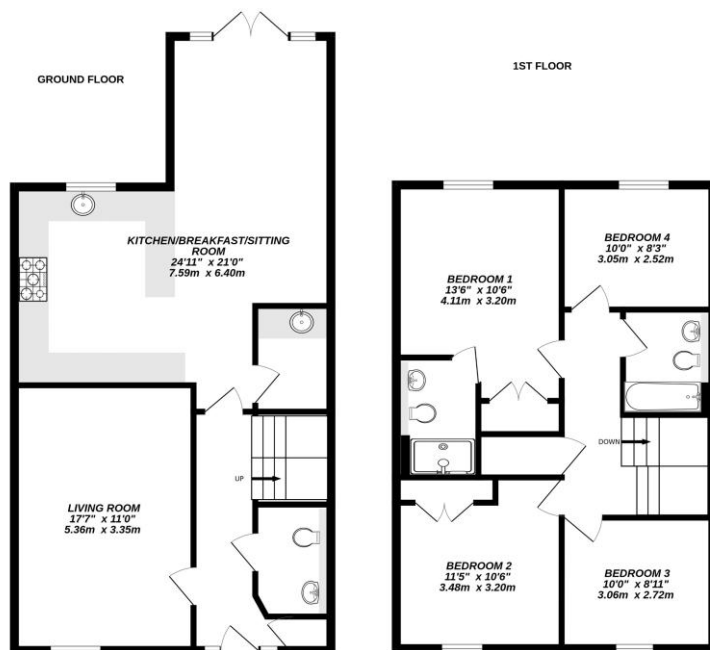 GROUND FLOOR
1ST FLOOR
KITCHEN/BREAKFAST/SITTING
ROOM
24'11" x 21'0"
7.59m x 6.40m
LIVING ROOM
17'7" x 11'0"
5.36m x 3.35m
UP
BEDROOM 1
13'6" x 10'6"
4.11m x 3.20m
BEDROOM 4
10'0" x 8'3"
3.05m x 2.52m
DOWN
BEDROOM 2
11'5" x 10'6"
3.48m x 3.20m
BEDROOM 3
10'0" x 8'11"
3.06m x 2.72m